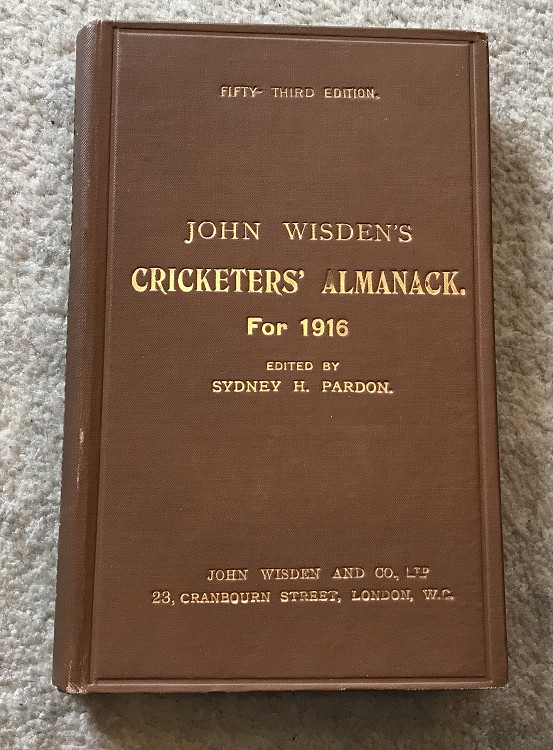 FIFTY-THIRD EDITION.
JOHN WISDEN'S
CRICKETERS' ALMANACK.
For 1916
EDITED BY
SYDNEY H. PARDON.
JOHN WISDEN AND CO., LTD
23, CRANBOURN STREET, LONDON, W.C.